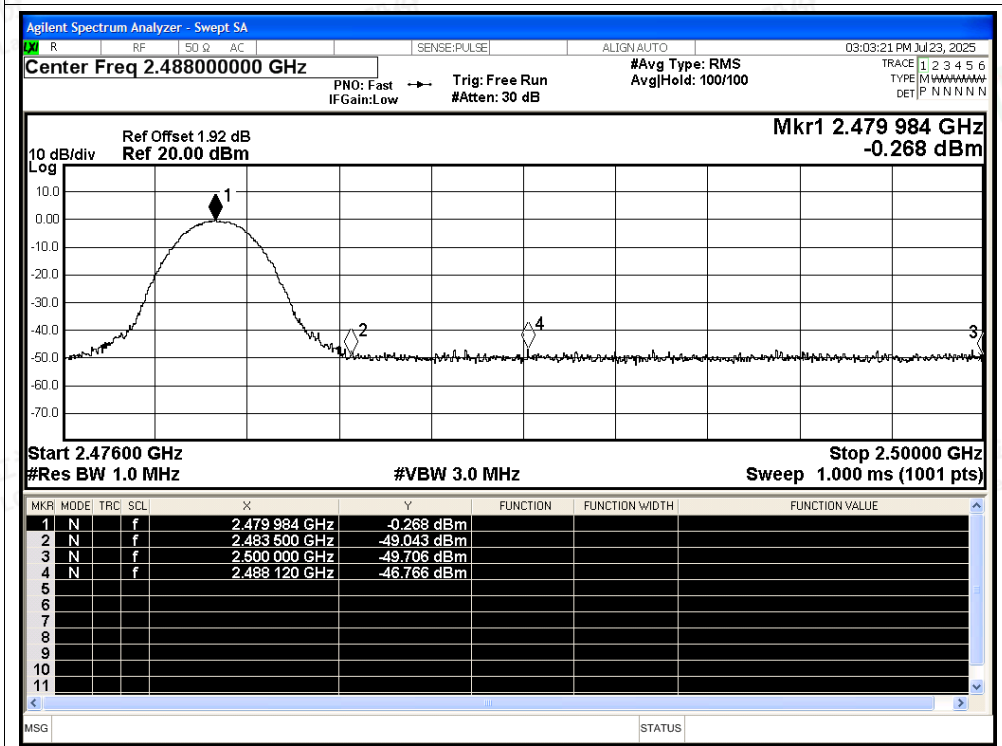 Agilent Spectrum Analyzer - Swept SA
LXI R RF 50 Ω AC SENSE:PULSE ALIGN AUTO 03:03:21 PM Jul 23, 2025
Center Freq 2.488000000 GHz
PNO: Fast
IFGain:Low
Trig: Free Run
#Atten: 30 dB
#Avg Type: RMS
Avg|Hold: 100/100
TRACE 1 2 3 4 5 6
TYPE M W W W W W
DET P N N N N N
Ref Offset 1.92 dB
10 dB/div Ref 20.00 dBm
Log
Mkr1 2.479 984 GHz
-0.268 dBm
10.0
0.00
-10.0
-20.0
-30.0
-40.0
-50.0
-60.0
-70.0
1
2
4
3
Start 2.47600 GHz Stop 2.50000 GHz
#Res BW 1.0 MHz #VBW 3.0 MHz Sweep 1.000 ms (1001 pts)
MKR MODE TRC SCL X Y FUNCTION FUNCTION WIDTH FUNCTION VALUE
1 N f 2.479 984 GHz -0.268 dBm
2 N f 2.483 500 GHz -49.043 dBm
3 N f 2.500 000 GHz -49.706 dBm
4 N f 2.488 120 GHz -46.766 dBm
5
6
7
8
9
10
11
MSG STATUS